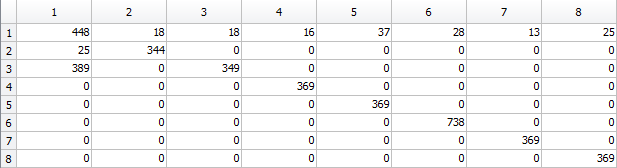 1 2 3 4 5 6 7 8
1 448 18 18 16 37 28 13 25
2 25 344 0 0 0 0 0 0
3 389 0 349 0 0 0 0 0
4 0 0 0 369 0 0 0 0
5 0 0 0 0 369 0 0 0
6 0 0 0 0 0 738 0 0
7 0 0 0 0 0 0 369 0
8 0 0 0 0 0 0 0 369